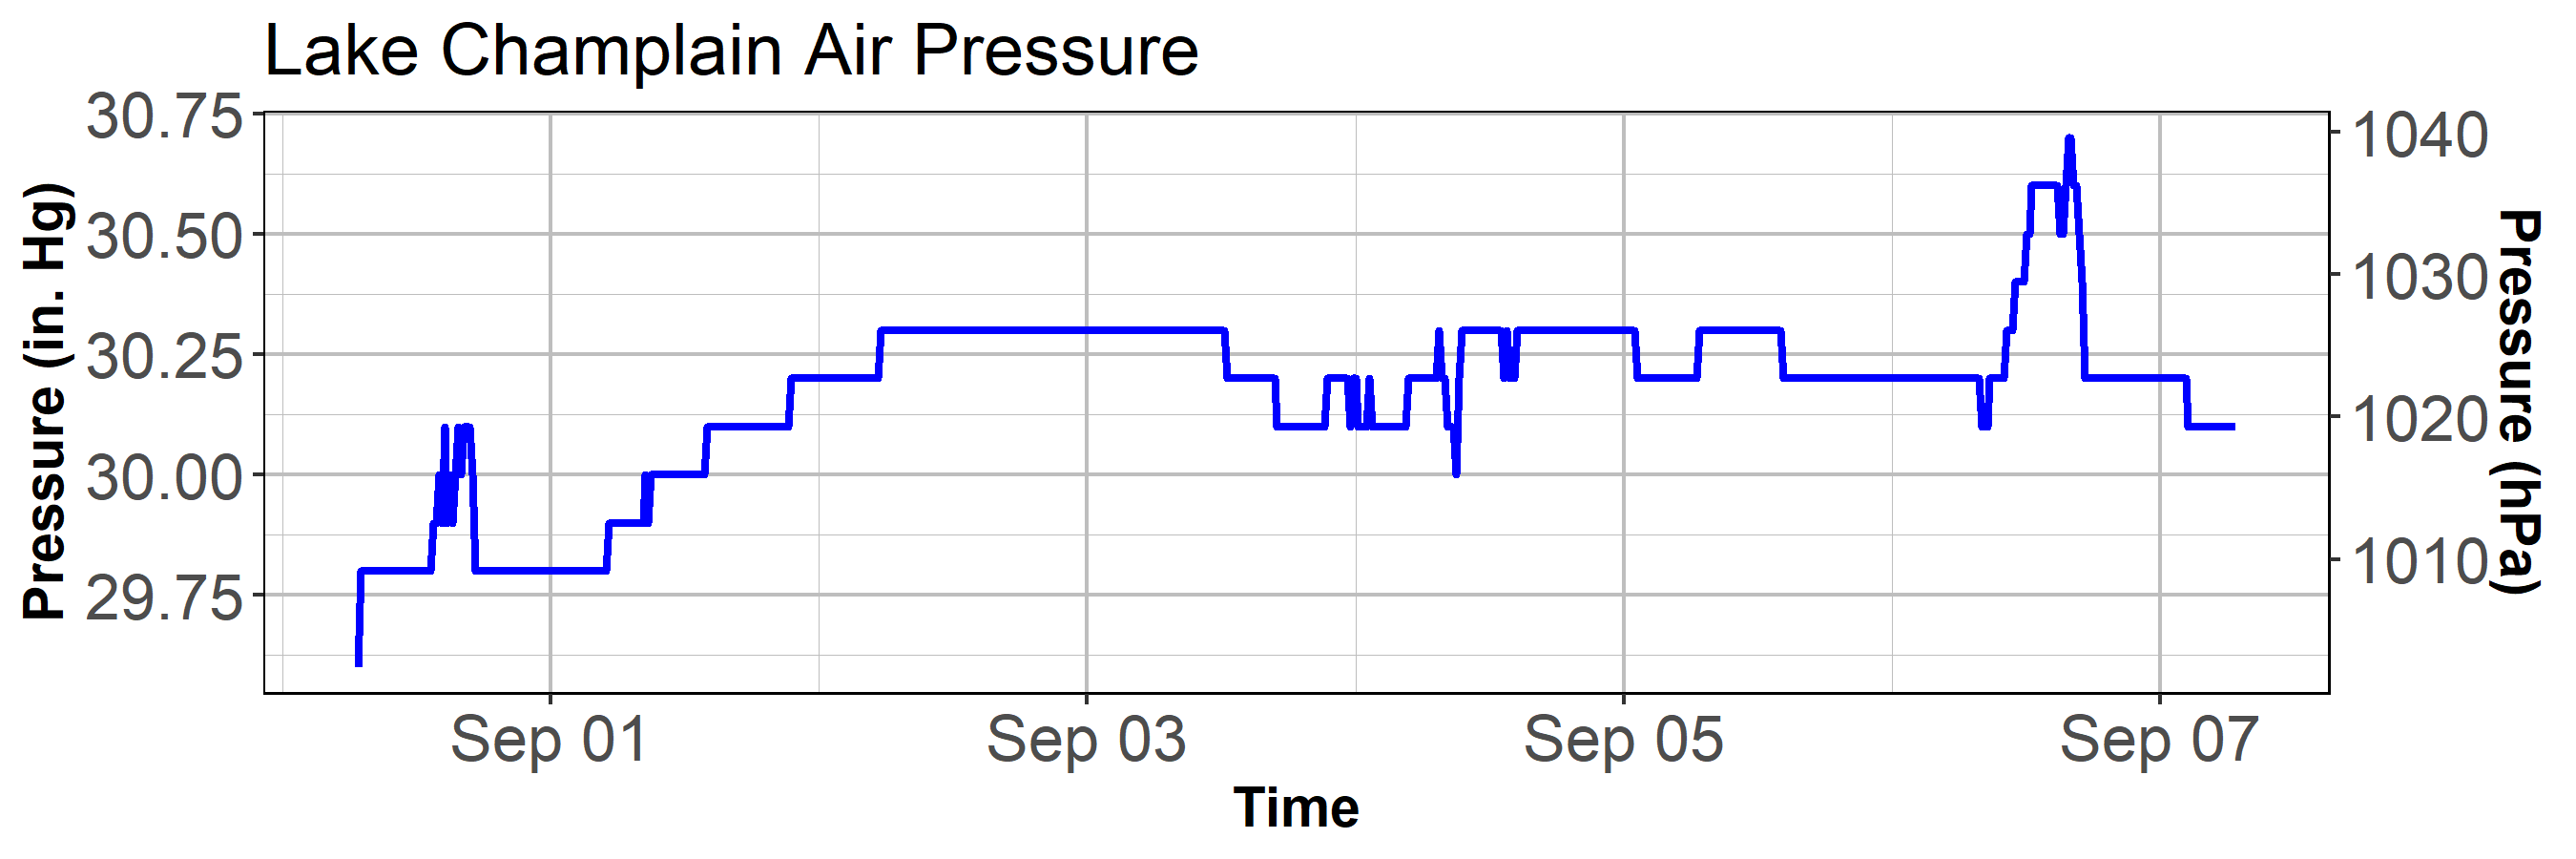 Lake Champlain Air Pressure
30.75
30.50
30.25
30.00
29.75
Pressure (in. Hg)
1040
1030
1020
1010
Pressure (hPa)
Sep 01 Sep 03 Sep 05 Sep 07
Time